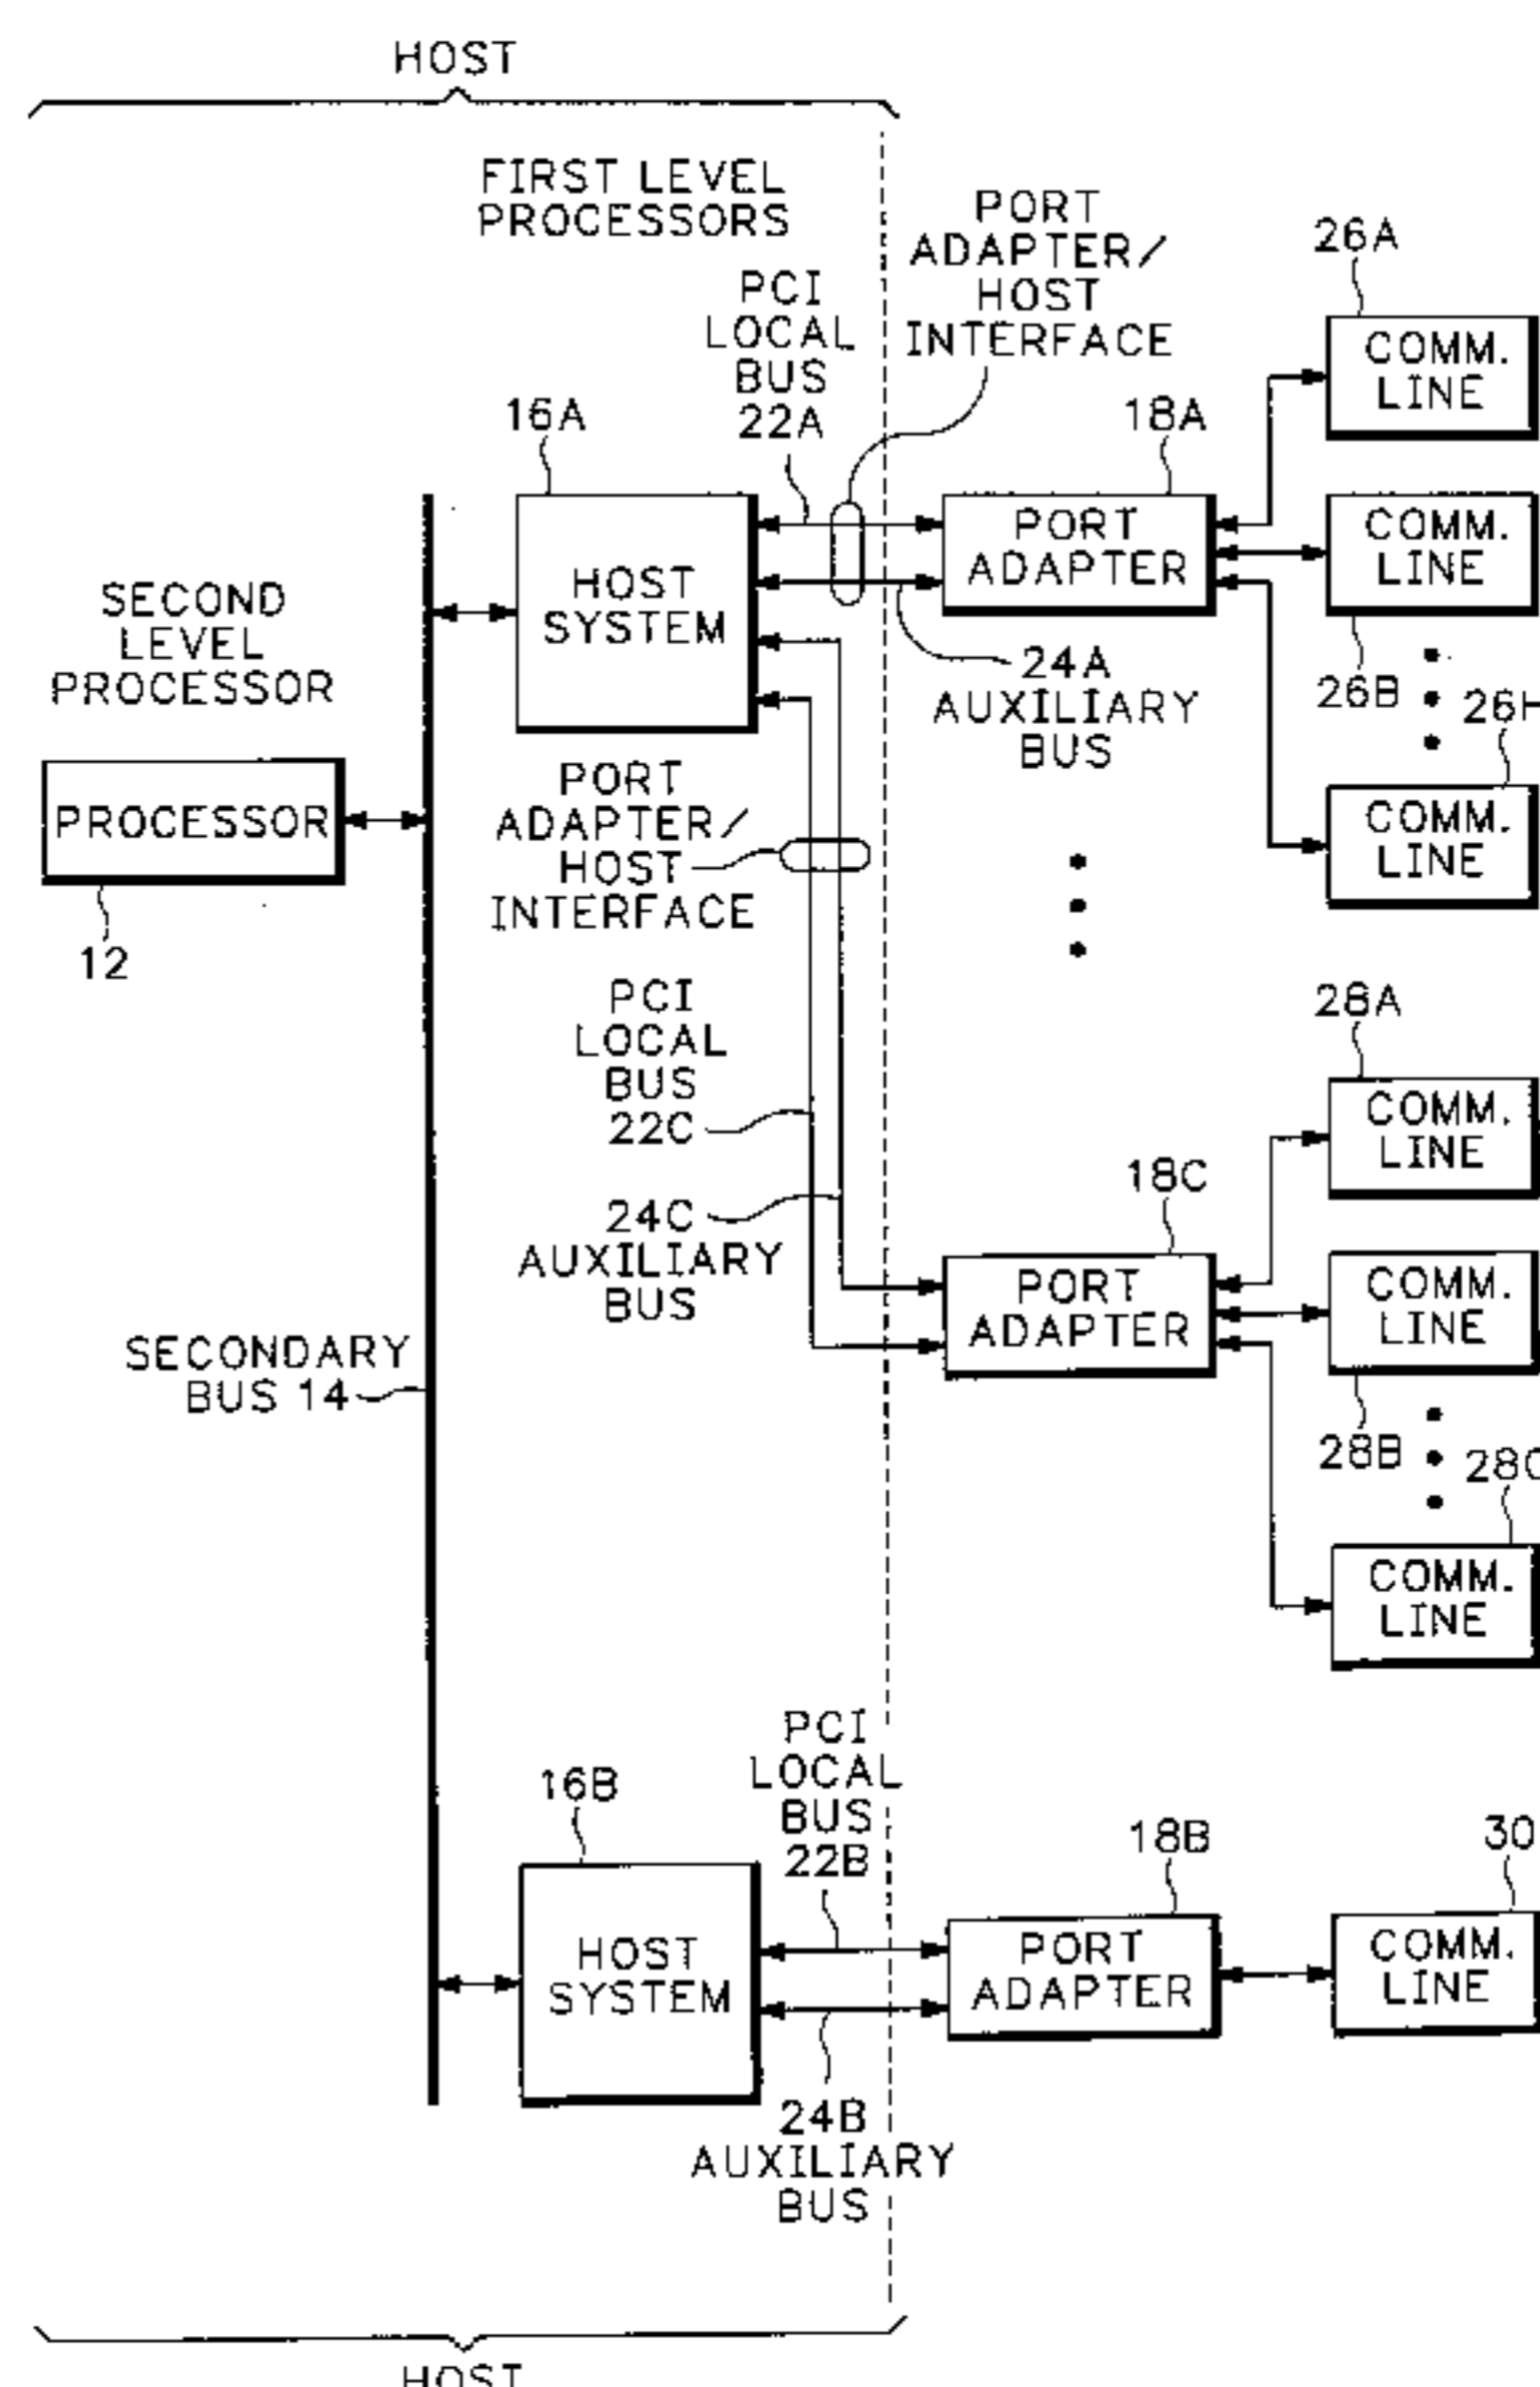 HOST
FIRST LEVEL
PROCESSORS
PORT
ADAPTER/
HOST
INTERFACE
PCI
LOCAL
BUS
22A
16A
18A
26A
COMM.
LINE
HOST
SYSTEM
PORT
ADAPTER
COMM.
LINE
SECOND
LEVEL
PROCESSOR
24A
AUXILIARY
BUS
26B
26H
PROCESSOR
12
PORT
ADAPTER/
HOST
INTERFACE
COMM.
LINE
PCI
LOCAL
BUS
22C
28A
COMM.
LINE
24C
AUXILIARY
BUS
18C
PORT
ADAPTER
COMM.
LINE
SECONDARY
BUS 14
28B
COMM.
LINE
PCI
LOCAL
BUS
22B
16B
18B
30
HOST
SYSTEM
PORT
ADAPTER
COMM.
LINE
24B
AUXILIARY
BUS
HOST